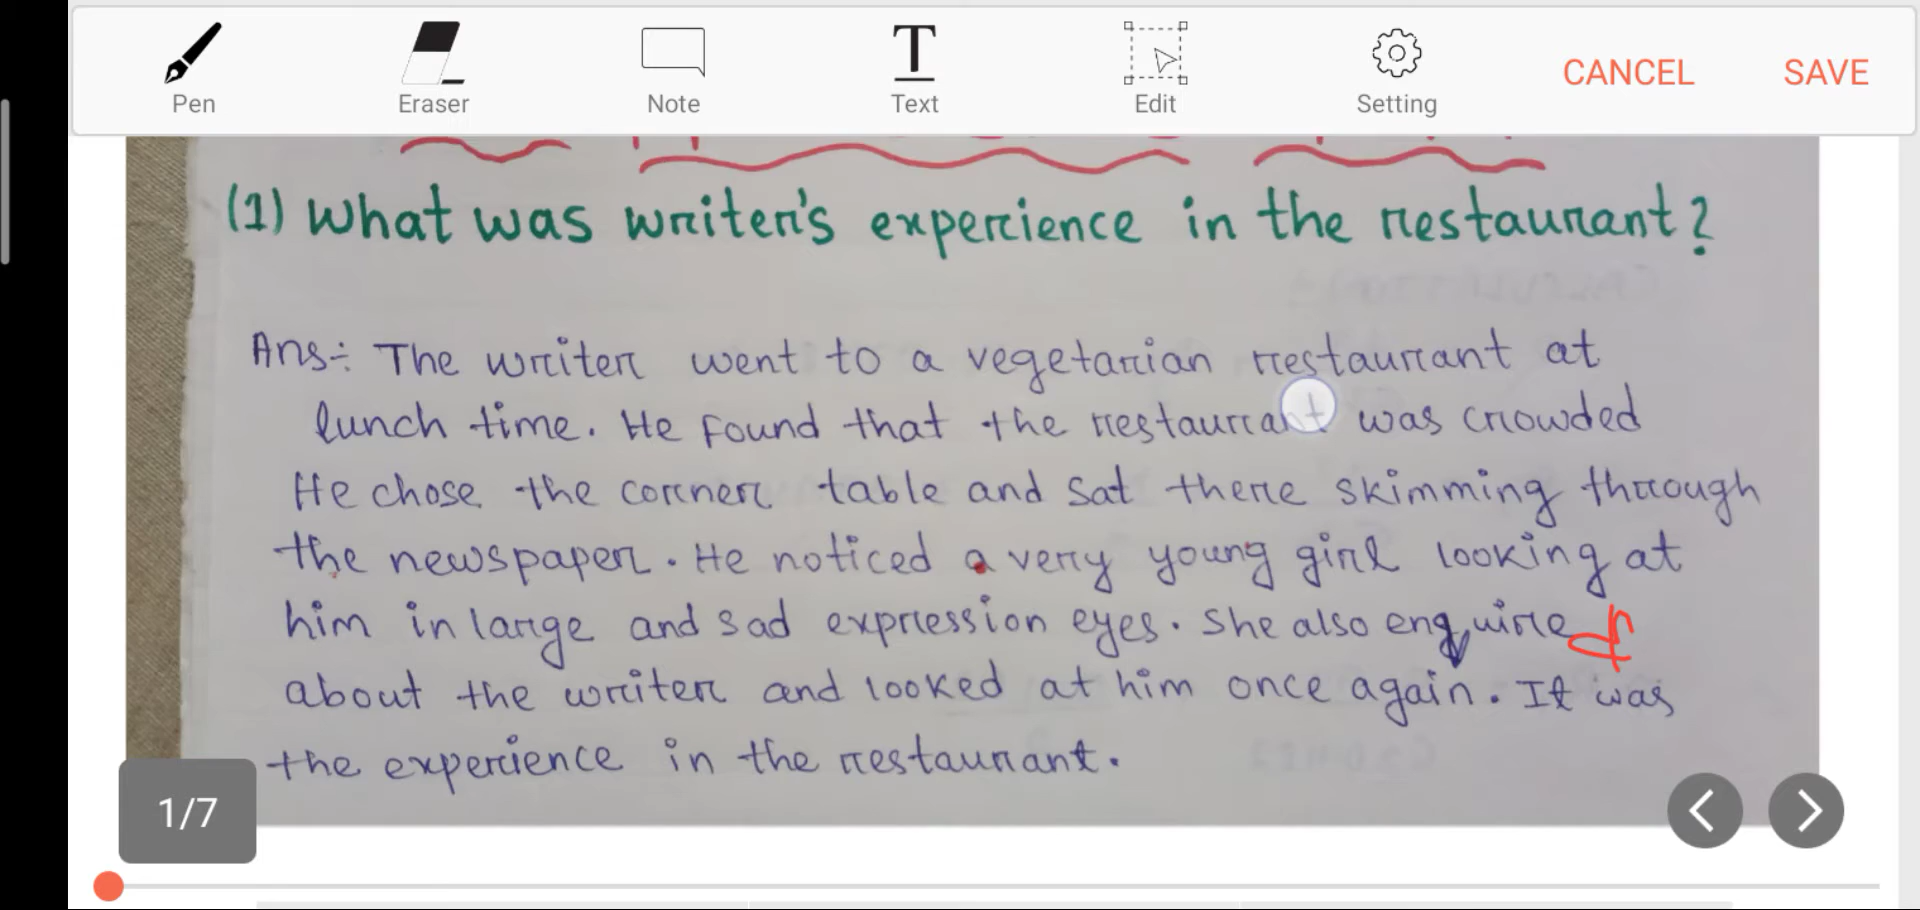 Pen Eraser Note Text Edit Setting CANCEL SAVE
(1) What was writer's experience in the restaurant?
Ans:- The writer went to a vegetarian restaurant at
lunch time. He found that the restaurant was crowded
He chose the corner table and sat there skimming through
the newspaper. He noticed a very young girl looking at
him in large and sad expression eyes. She also enquire
about the writer and looked at him once again. It was
the experience in the restaurant.
1/7